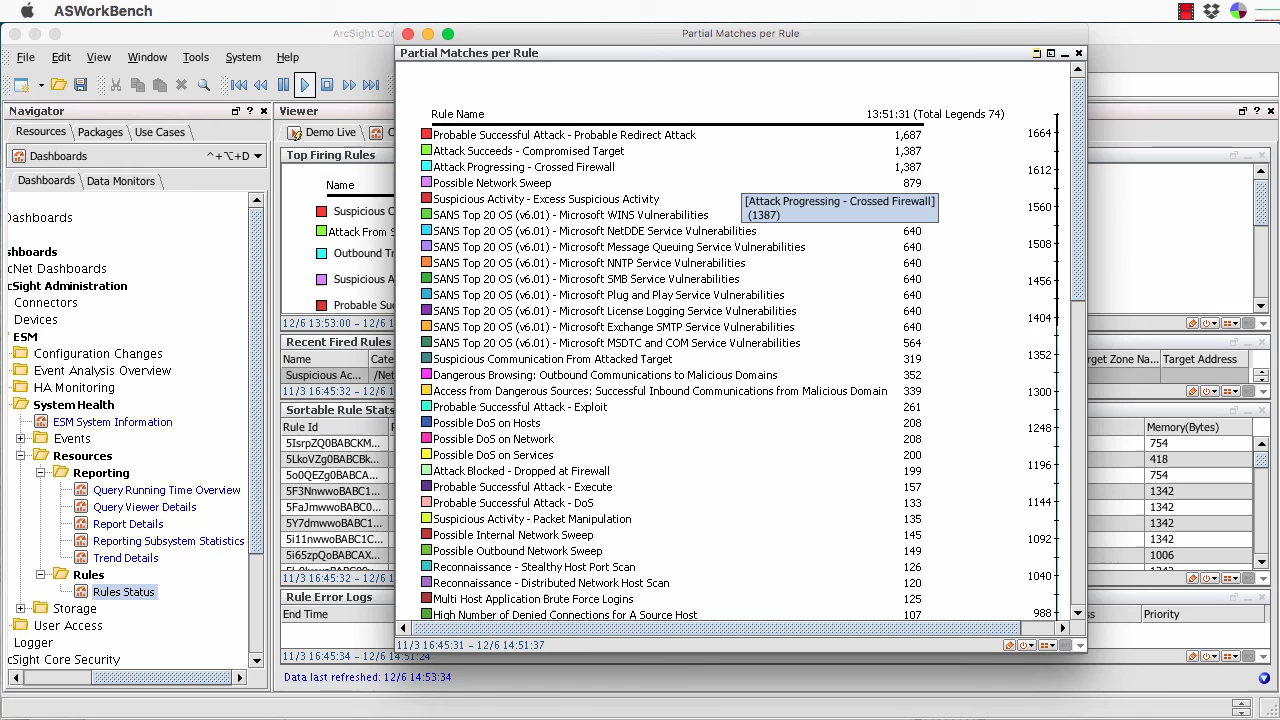 ASWorkBench
ArcSight Co
Partial Matches per Rule
File Edit View Window Tools System Help
Partial Matches per Rule
Navigator
Viewer
Resources Packages Use Cases
Demo Live
Dashboards ^+⌥+D
Top Firing Rules
Dashboards Data Monitors
Name
Suspicious C
Attack From S
Outbound Tr
Suspicious A
Probable Suc
12/6 13:53:00 - 12/6
Recent Fired Rules
Name Cate
Suspicious Ac... /Net
11/3 16:45:32 - 12/6
Sortable Rule Stats
Rule Id
5IsrpZQ0BABCKM...
5LkoVZg0BABCBk...
5o0QEZg0BABC...
5F3NnwwoBABC1...
5FaJmwwoBABC0...
5Y7dmwwoBABC1...
5i11nwwoBABC1C...
5i65zpQoBABCAX...
11/3 16:45:32 - 12/6
Rule Error Logs
End Time
11/3 16:45:34 - 12/6 14:51:24
Data last refreshed: 12/6 14:53:34
Dashboards
shboards
cNet Dashboards
cSight Administration
Connectors
Devices
ESM
Configuration Changes
Event Analysis Overview
HA Monitoring
System Health
ESM System Information
Events
Resources
Reporting
Query Running Time Overview
Query Viewer Details
Report Details
Reporting Subsystem Statistics
Trend Details
Rules
Rules Status
Storage
User Access
Logger
cSight Core Security
Rule Name 13:51:31 (Total Legends 74)
Probable Successful Attack - Probable Redirect Attack 1,687
Attack Succeeds - Compromised Target 1,387
Attack Progressing - Crossed Firewall 1,387
Possible Network Sweep 879
Suspicious Activity - Excess Suspicious Activity
[Attack Progressing - Crossed Firewall]
(1387)
SANS Top 20 OS (v6.01) - Microsoft WINS Vulnerabilities
SANS Top 20 OS (v6.01) - Microsoft NetDDE Service Vulnerabilities 640
SANS Top 20 OS (v6.01) - Microsoft Message Queuing Service Vulnerabilities 640
SANS Top 20 OS (v6.01) - Microsoft NNTP Service Vulnerabilities 640
SANS Top 20 OS (v6.01) - Microsoft SMB Service Vulnerabilities 640
SANS Top 20 OS (v6.01) - Microsoft Plug and Play Service Vulnerabilities 640
SANS Top 20 OS (v6.01) - Microsoft License Logging Service Vulnerabilities 640
SANS Top 20 OS (v6.01) - Microsoft Exchange SMTP Service Vulnerabilities 640
SANS Top 20 OS (v6.01) - Microsoft MSDTC and COM Service Vulnerabilities 564
Suspicious Communication From Attacked Target 319
Dangerous Browsing: Outbound Communications to Malicious Domains 352
Access from Dangerous Sources: Successful Inbound Communications from Malicious Domain 339
Probable Successful Attack - Exploit 261
Possible DoS on Hosts 208
Possible DoS on Network 208
Possible DoS on Services 200
Attack Blocked - Dropped at Firewall 199
Probable Successful Attack - Execute 157
Probable Successful Attack - DoS 133
Suspicious Activity - Packet Manipulation 135
Possible Internal Network Sweep 145
Possible Outbound Network Sweep 149
Reconnaissance - Stealthy Host Port Scan 126
Reconnaissance - Distributed Network Host Scan 120
Multi Host Application Brute Force Logins 125
High Number of Denied Connections for A Source Host 107
1664
1612
1560
1508
1456
1404
1352
1300
1248
1196
1144
1092
1040
988
11/3 16:45:31 - 12/6 14:51:37
arget Zone Na... Target Address
Memory(Bytes)
754
418
754
1342
1342
1342
1342
1006
Priority